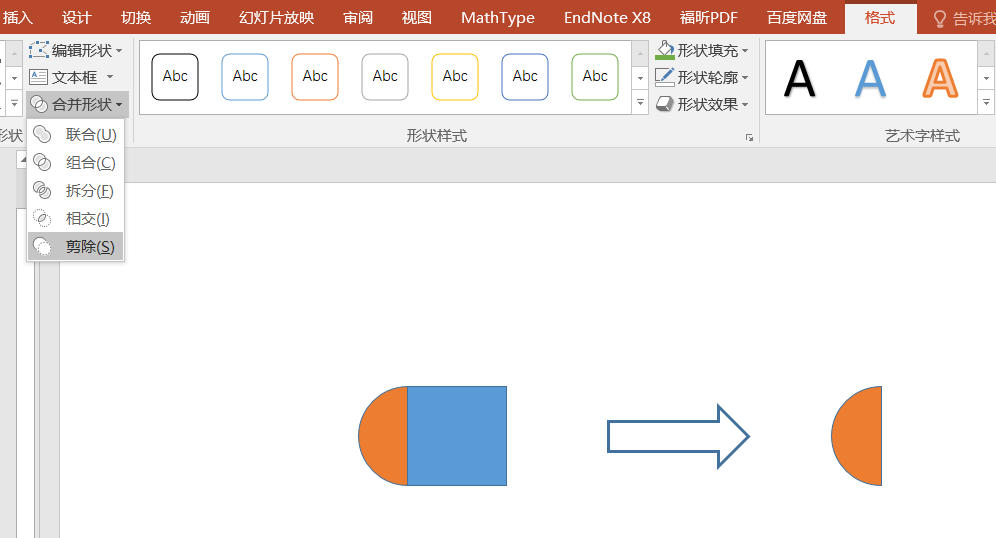 插入 设计 切换 动画 幻灯片放映 审阅 视图 MathType EndNote X8 福昕PDF 百度网盘 格式 告诉我
编辑形状
文本框
合并形状
Abc Abc Abc Abc Abc Abc Abc
形状填充
形状轮廓
形状效果
A A A
形状 形状样式 艺术字样式
联合(U)
组合(C)
拆分(F)
相交(I)
剪除(S)